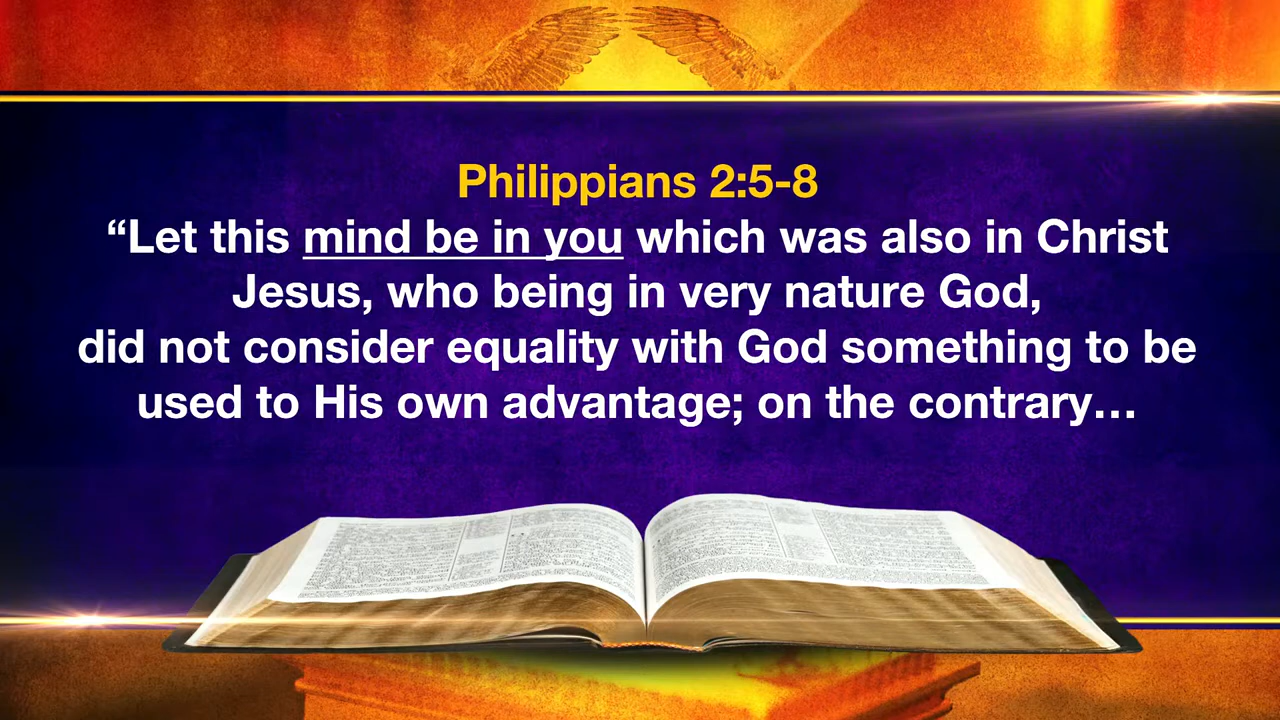 Philippians 2:5-8
“Let this mind be in you which was also in Christ
Jesus, who being in very nature God,
did not consider equality with God something to be
used to His own advantage; on the contrary…